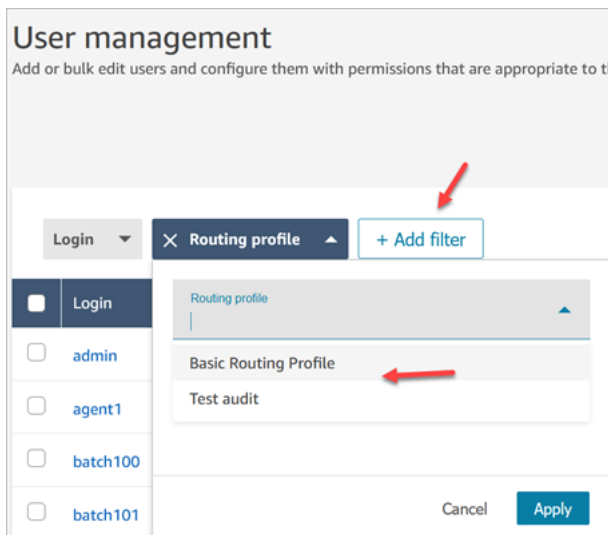 User management
Add or bulk edit users and configure them with permissions that are appropriate to
Login
Routing profile
+ Add filter
Login
Routing profile
admin
Basic Routing Profile
agent1
Test audit
batch100
batch101
Cancel
Apply